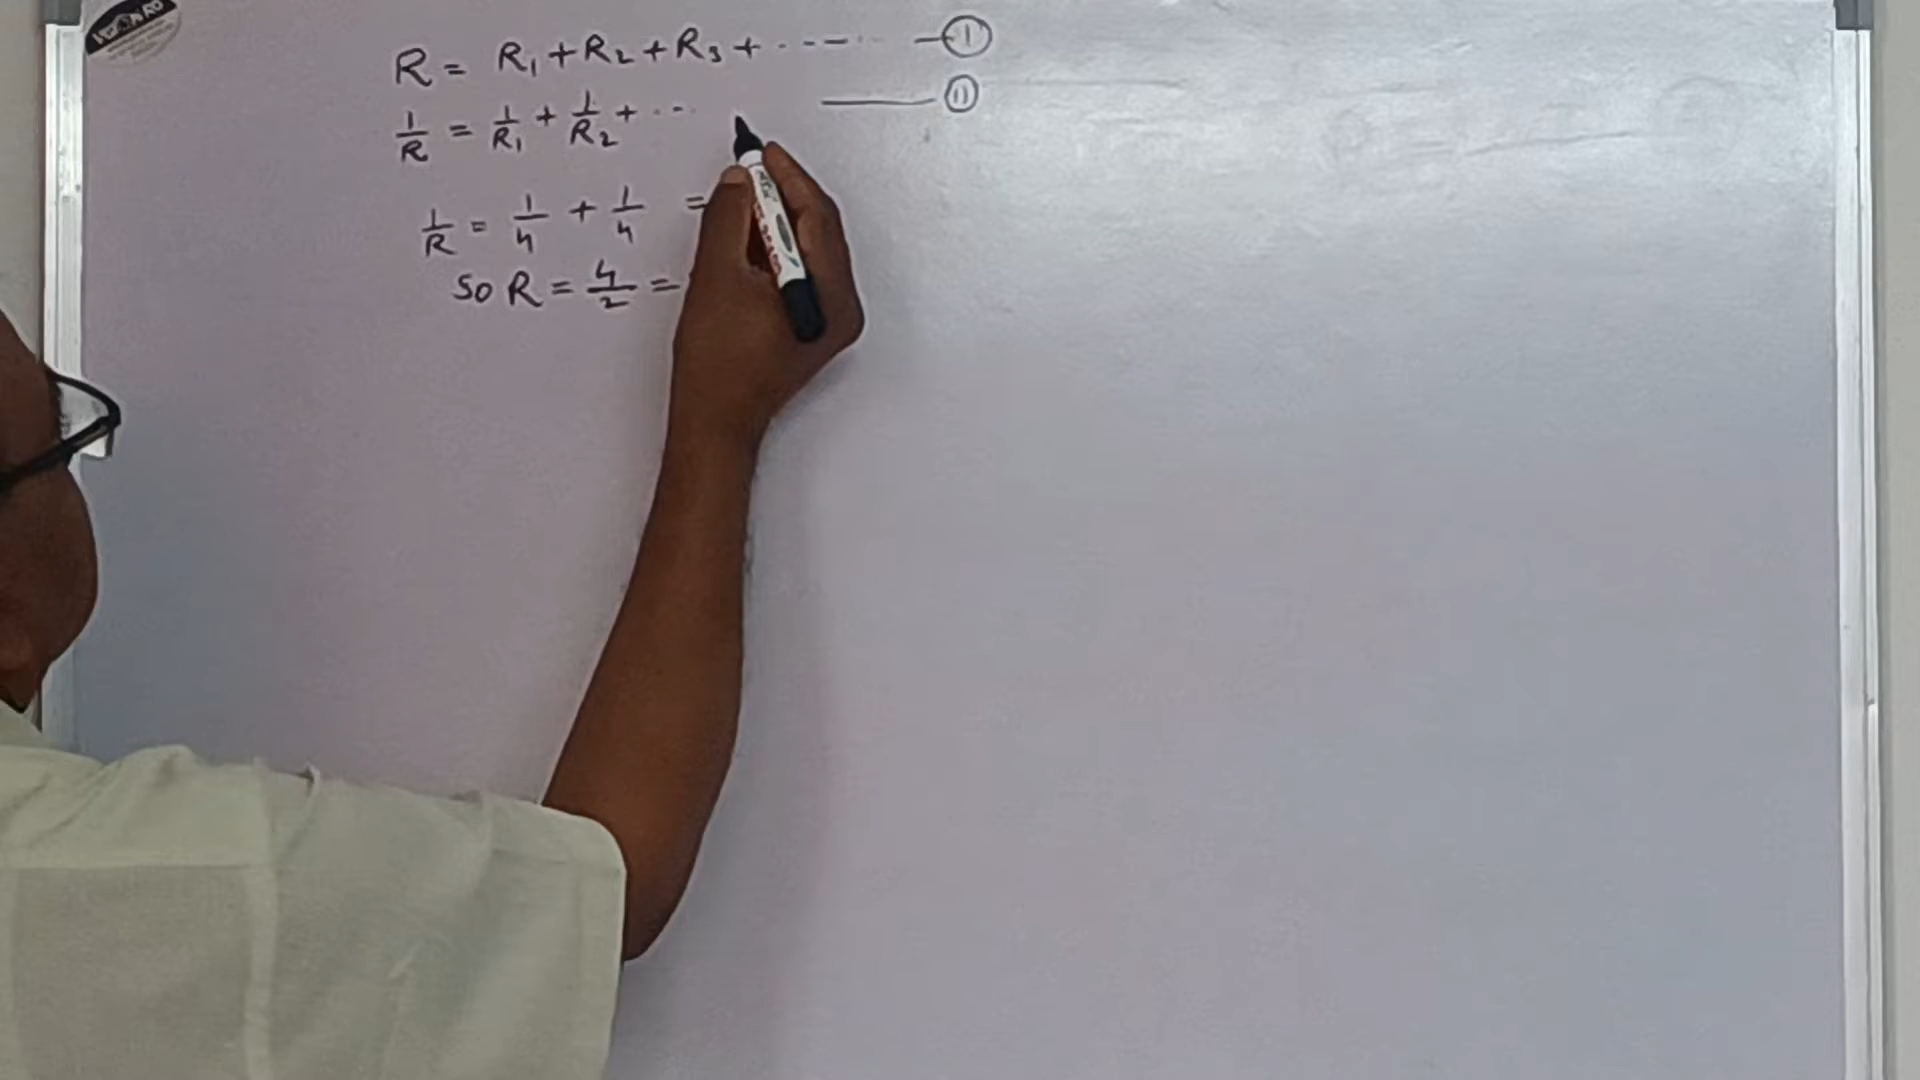 R = R₁ + R₂ + R₃ + ------ —①
1/R = 1/R₁ + 1/R₂ + --- ——— ⑪
1/R = 1/4 + 1/4 =
So R = 4/2 =